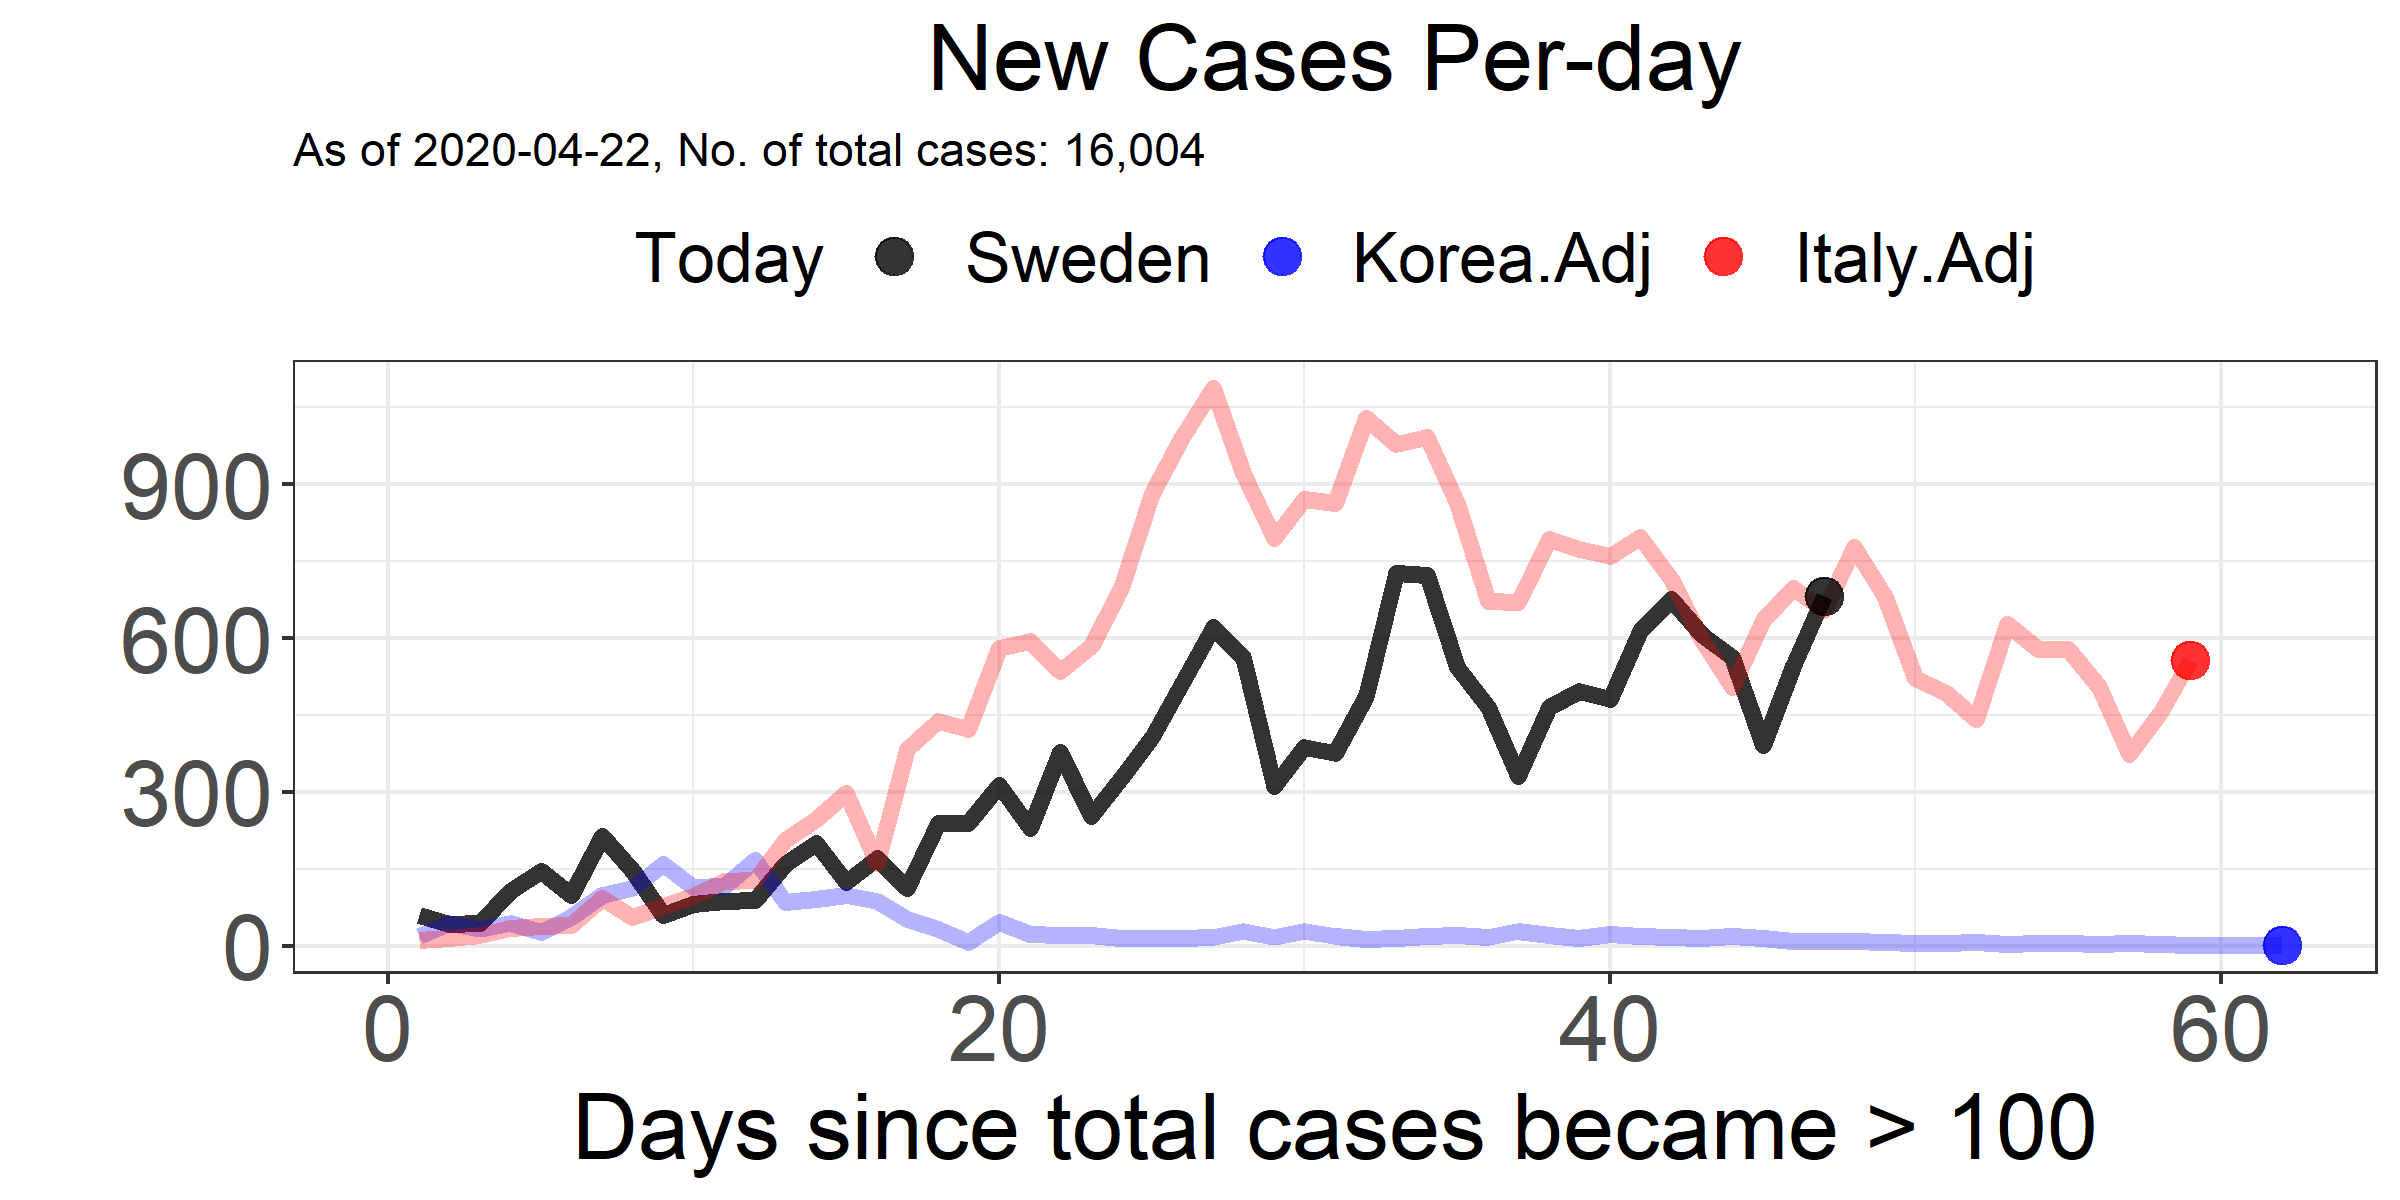 New Cases Per-day
As of 2020-04-22, No. of total cases: 16,004
Today Sweden Korea.Adj Italy.Adj
900
600
300
0
0 20 40 60
Days since total cases became > 100